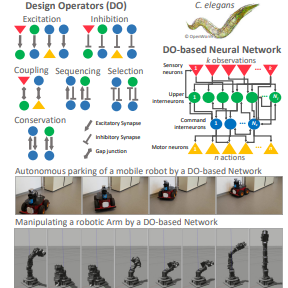 Design Operators (DO)
Excitation
Inhibition
Coupling
Sequencing
Selection
Conservation
Excitatory Synapse
Inhibitory Synapse
Gap junction
C. elegans
© OpenWorm
DO-based Neural Network
k observations
Sensory
neurons
Upper
interneurons
Command
interneurons
Motor neurons
n actions
Autonomous parking of a mobile robot by a DO-based Network
Manipulating a robotic Arm by a DO-based Network